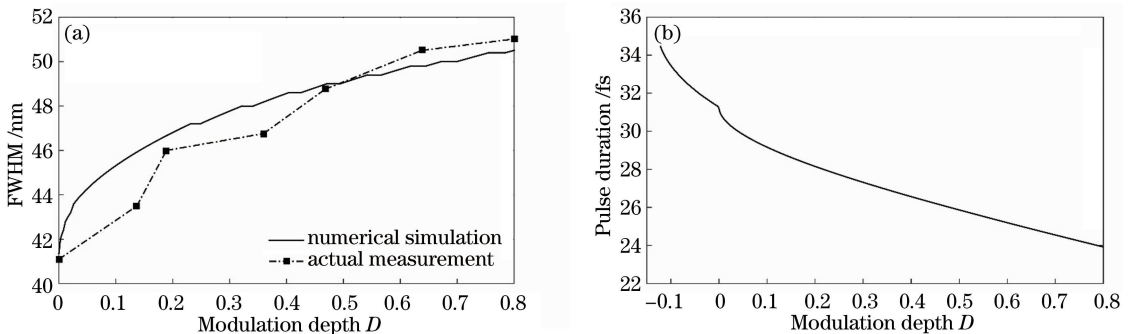 (a)
52
50
48
46
44
42
40
FWHM /nm
numerical simulation
actual measurement
0 0.1 0.2 0.3 0.4 0.5 0.6 0.7 0.8
Modulation depth D
(b)
36
34
32
30
28
26
24
22
Pulse duration /fs
−0.1 0 0.1 0.2 0.3 0.4 0.5 0.6 0.7 0.8
Modulation depth D